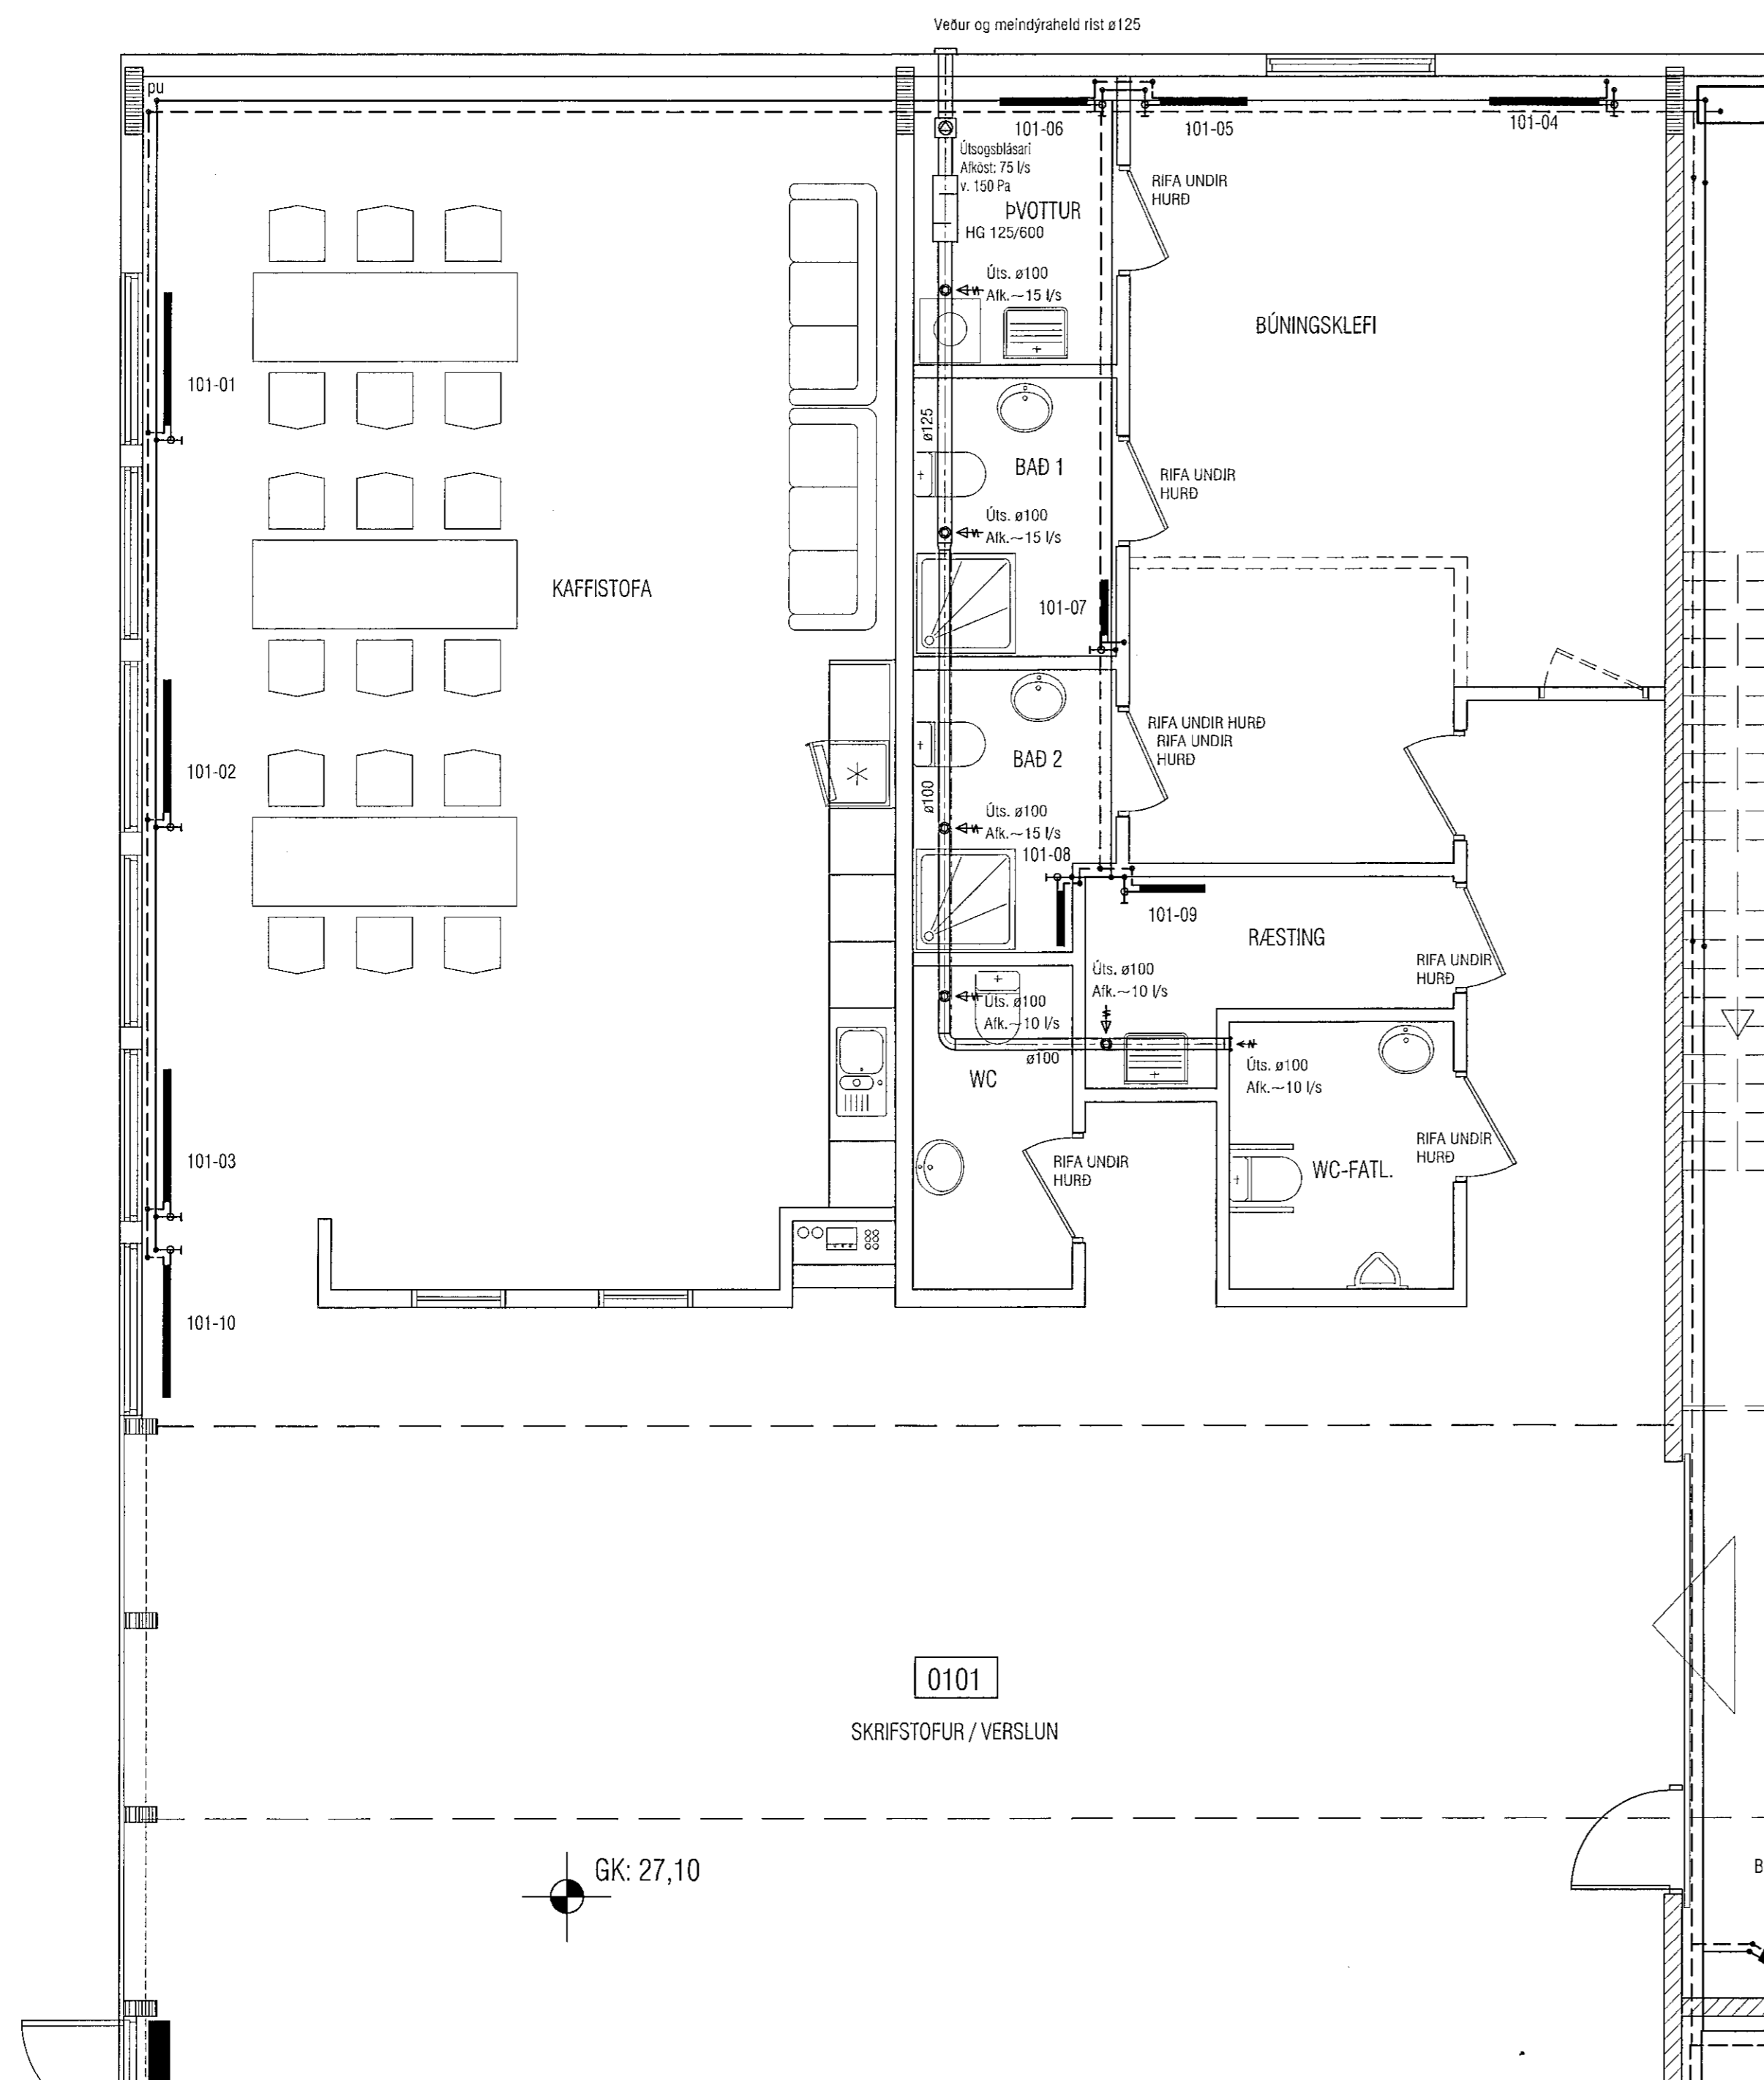 Veður og meindýraheld rist ø125
pu
101-06
101-05
101-04
Útsogsblásari
Afköst: 75 l/s
v. 150 Pa
RIFA UNDIR
HURÐ
ÞVOTTUR
HG 125/600
Úts. ø100
Afk.~15 l/s
BÚNINGSKLEFI
101-01
ø125
BAÐ 1
RIFA UNDIR
HURÐ
Úts. ø100
Afk.~15 l/s
KAFFISTOFA
101-07
RIFA UNDIR HURÐ
RIFA UNDIR
HURÐ
BAÐ 2
101-02
ø100
Úts. ø100
Afk.~15 l/s
101-08
101-09
RÆSTING
RIFA UNDIR
HURÐ
Úts. ø100
Afk.~10 l/s
Úts. ø100
Afk.~10 l/s
ø100
WC
Úts. ø100
Afk.~10 l/s
101-03
RIFA UNDIR
HURÐ
RIFA UNDIR
HURÐ
WC-FATL.
101-10
0101
SKRIFSTOFUR / VERSLUN
GK: 27,10
B